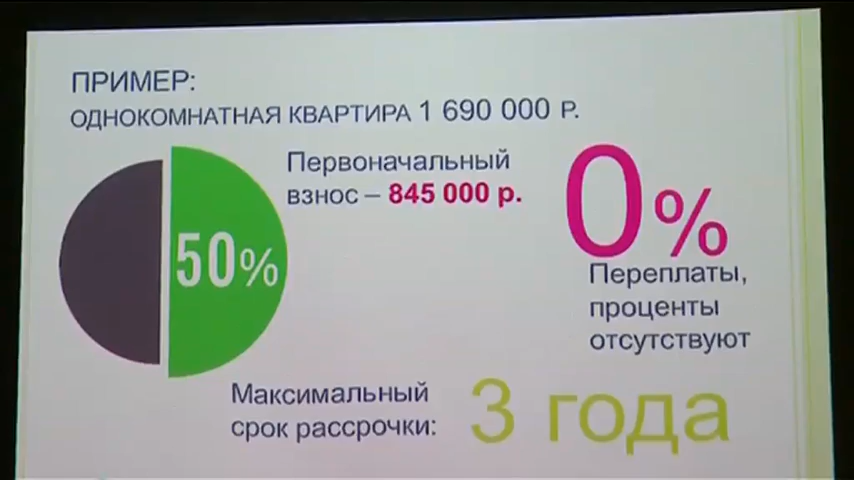 ПРИМЕР:
ОДНОКОМНАТНАЯ КВАРТИРА 1 690 000 Р.
Первоначальный
взнос – 845 000 р.
50%
0%
Переплаты,
проценты
отсутствуют
Максимальный
срок рассрочки:
3 года